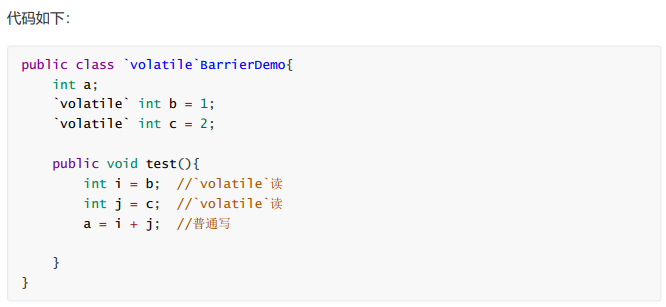 代码如下：
public class `volatile`BarrierDemo{
    int a;
    `volatile` int b = 1;
    `volatile` int c = 2;
    public void test(){
        int i = b;  //`volatile`读
        int j = c;  //`volatile`读
        a = i + j;  //普通写
    }
}